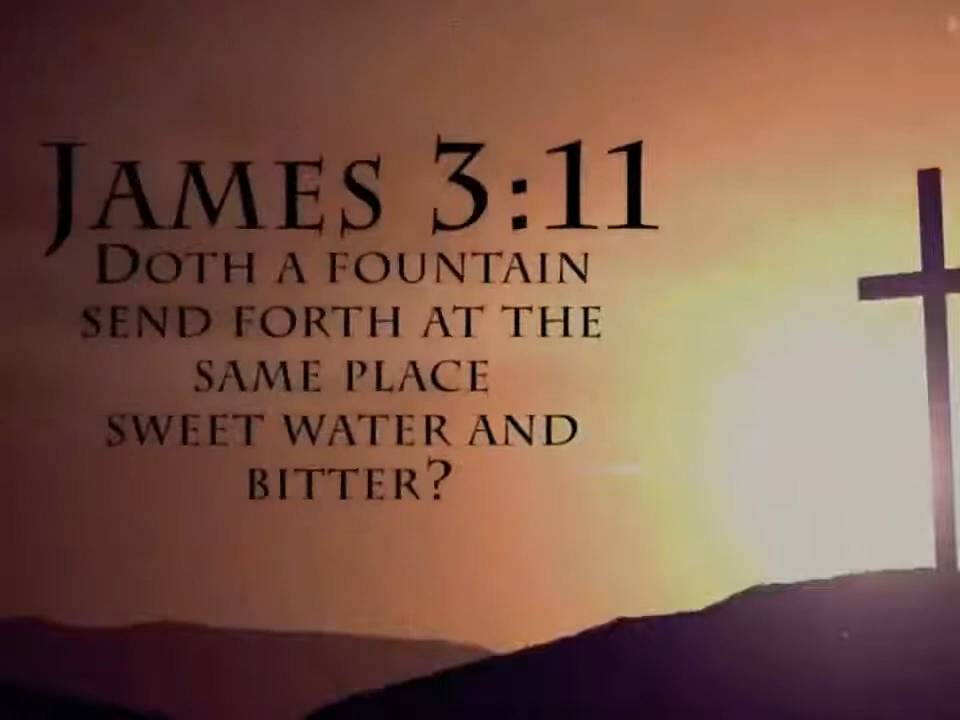 James 3:11
Doth a fountain
send forth at the
same place
sweet water and
bitter?